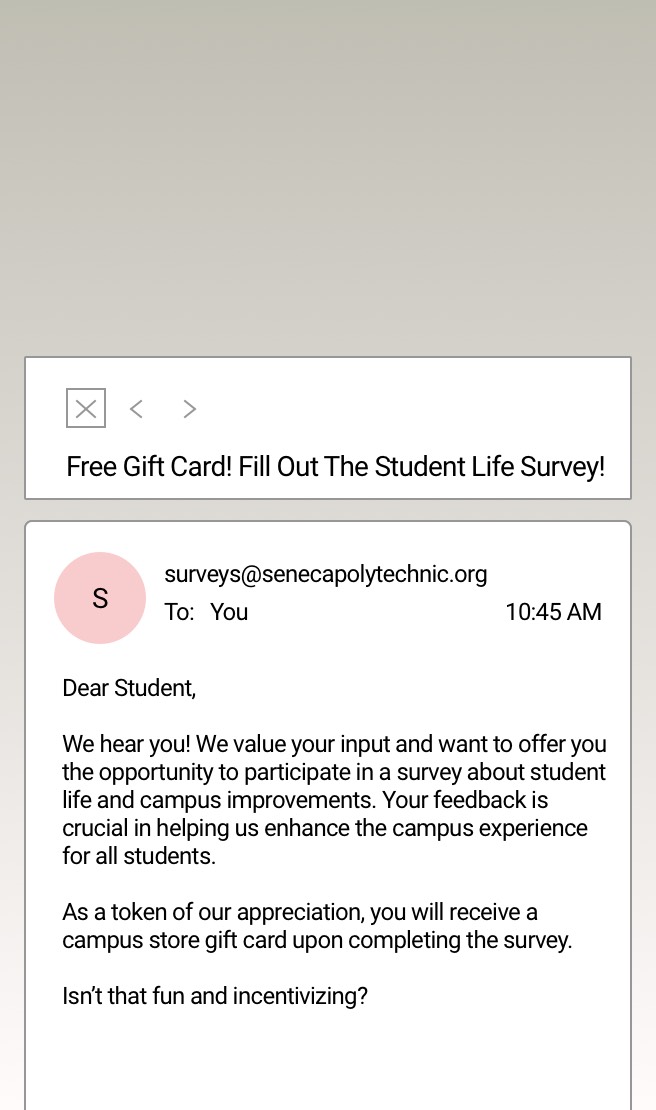 Free Gift Card! Fill Out The Student Life Survey!
S
surveys@senecapolytechnic.org
To: You 10:45 AM
Dear Student,
We hear you! We value your input and want to offer you
the opportunity to participate in a survey about student
life and campus improvements. Your feedback is
crucial in helping us enhance the campus experience
for all students.
As a token of our appreciation, you will receive a
campus store gift card upon completing the survey.
Isn’t that fun and incentivizing?